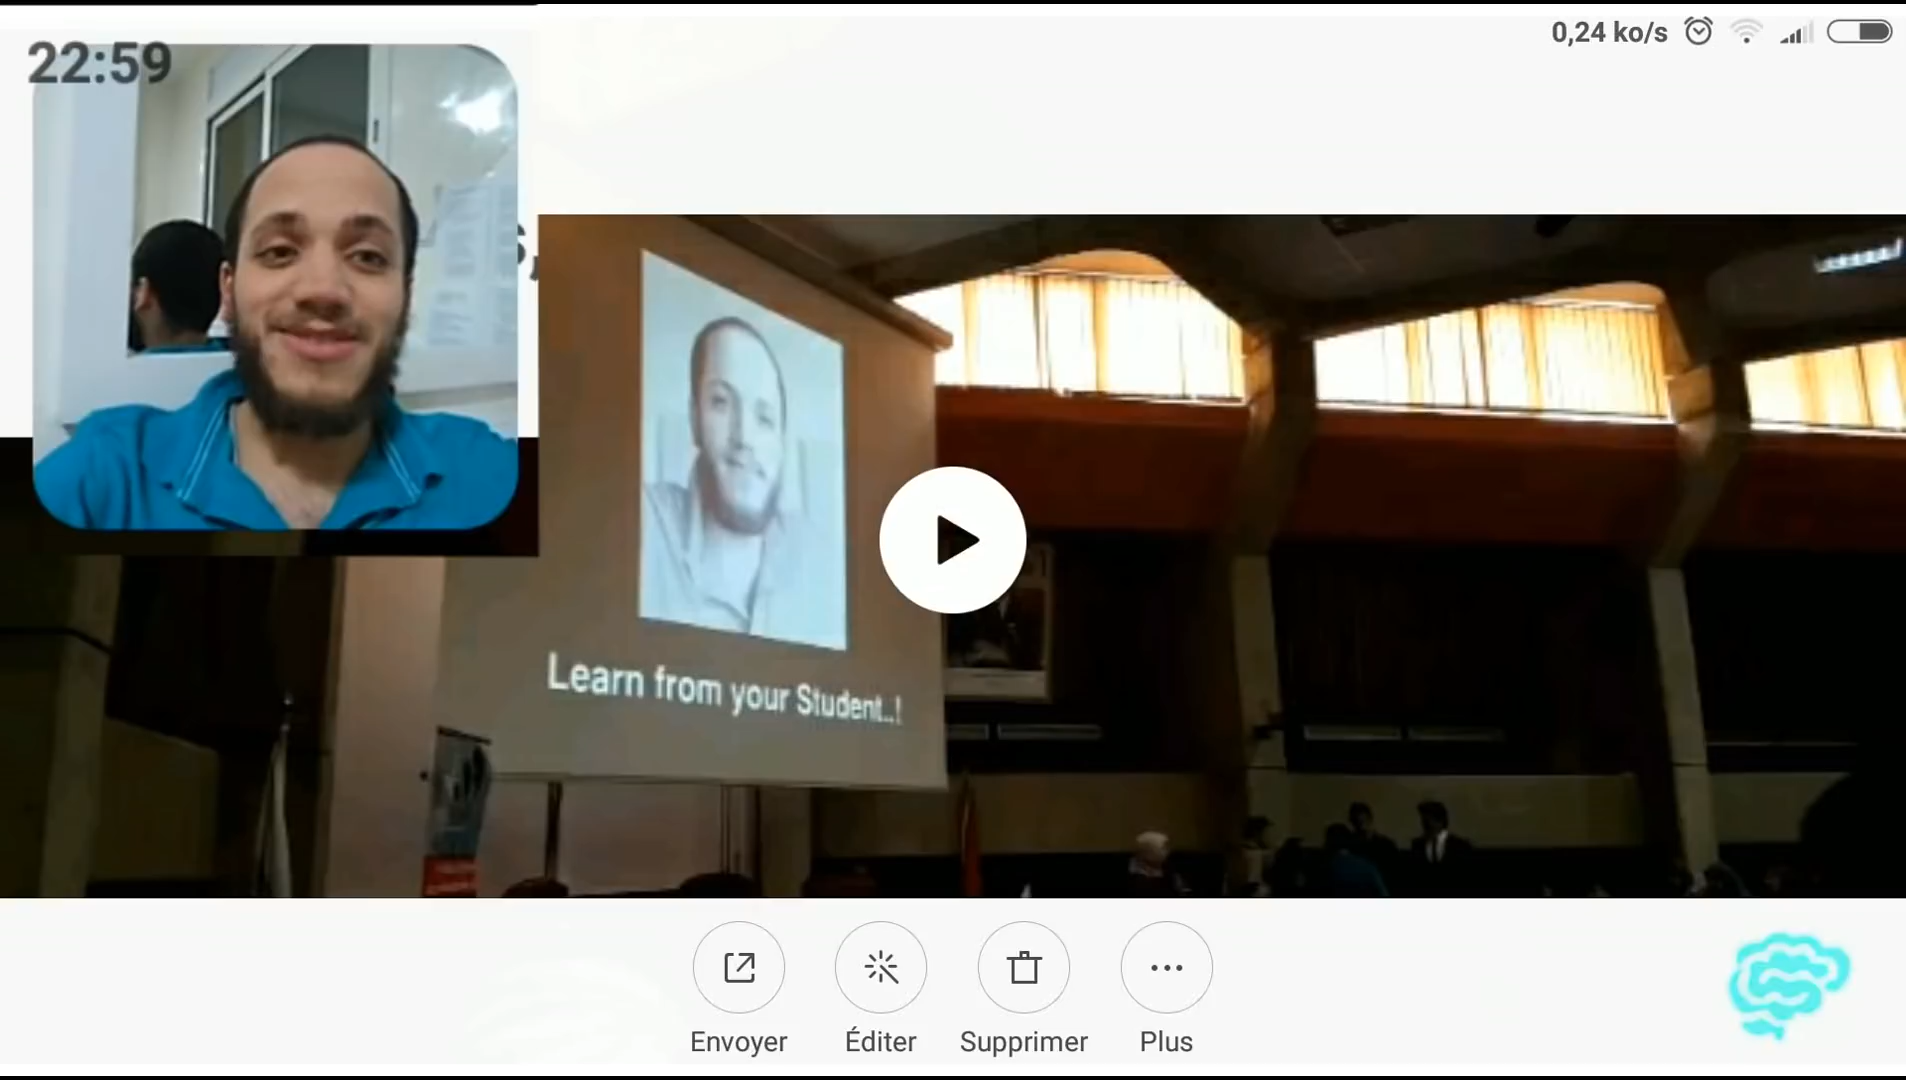 0,24 ko/s
22:59
s,
Learn from your Student..!
Envoyer
Éditer
Supprimer
Plus